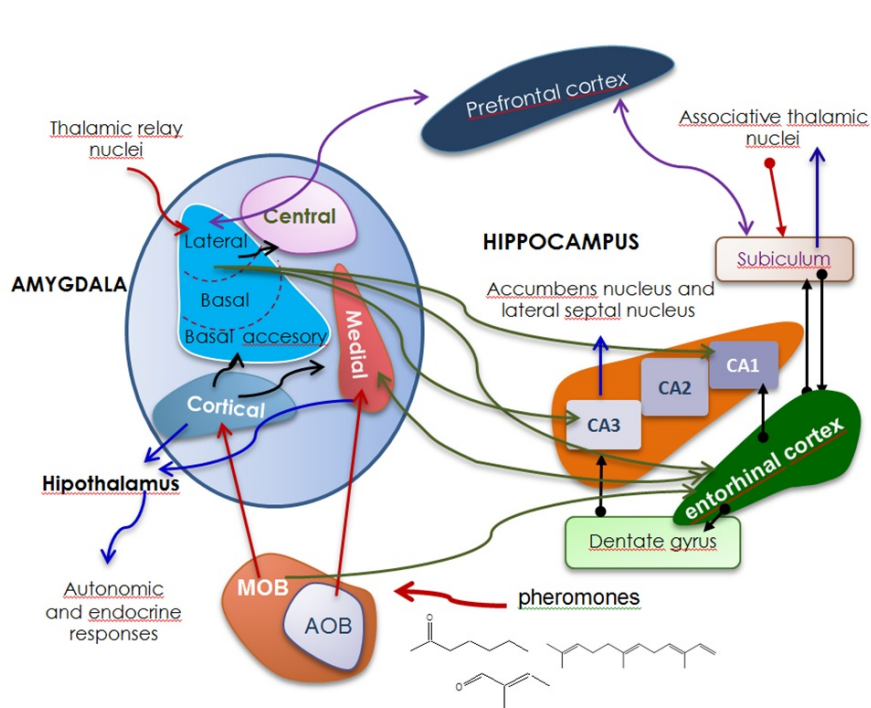 Prefrontal cortex
Associative thalamic
nuclei
Thalamic relay
nuclei
Central
Lateral
HIPPOCAMPUS
Subiculum
AMYGDALA
Basal
Accumbens nucleus and
lateral septal nucleus
Basal accesory
Medial
CA1
CA2
Cortical
CA3
entorhinal cortex
Hipothalamus
Dentate gyrus
Autonomic
and endocrine
responses
MOB
pheromones
AOB
O
O